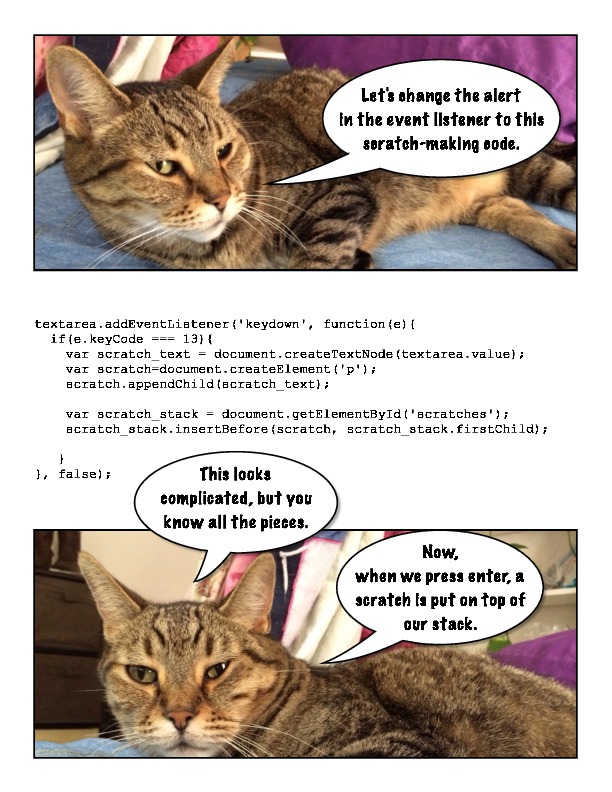 Let's change the alert
in the event listener to this
scratch-making code.
textarea.addEventListener('keydown', function(e){
if(e.keyCode === 13){
var scratch_text = document.createTextNode(textarea.value);
var scratch=document.createElement('p');
scratch.appendChild(scratch_text);
var scratch_stack = document.getElementById('scratches');
scratch_stack.insertBefore(scratch, scratch_stack.firstChild);
}
}, false);
This looks
complicated, but you
know all the pieces.
Now,
when we press enter, a
scratch is put on top of
our stack.